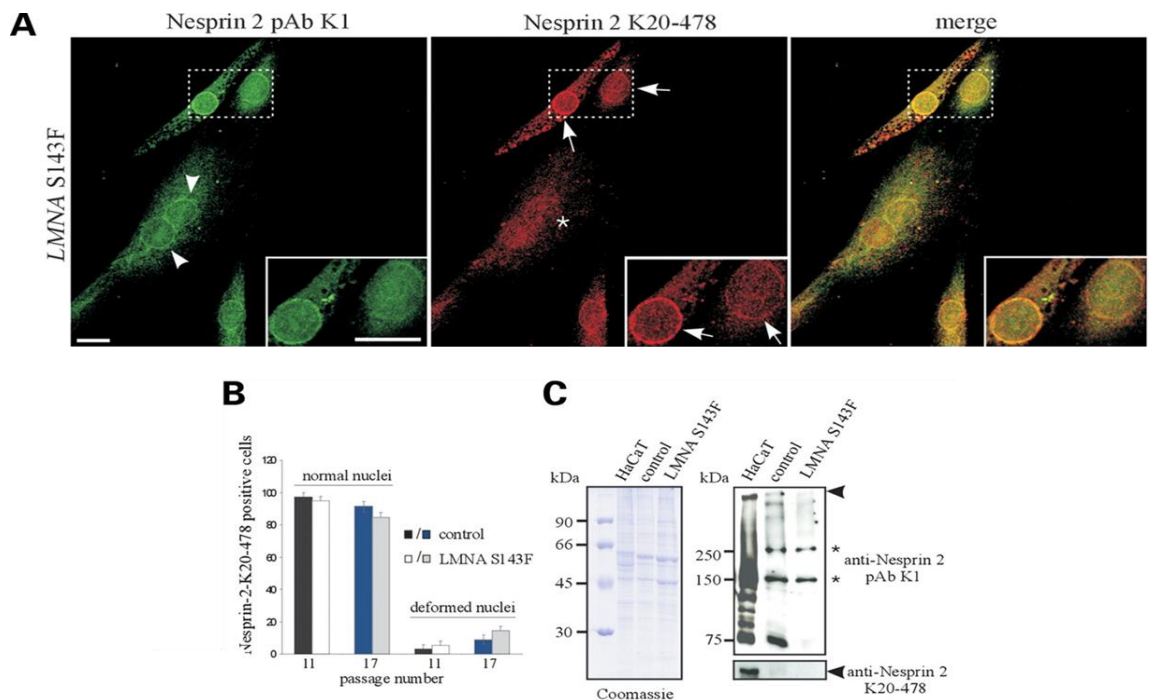 A
Nesprin 2 pAb K1
Nesprin 2 K20-478
merge
LMNA S143F
*
B
Nesprin-2-K20-478 positive cells
120
100
80
60
40
20
0
normal nuclei
control
LMNA S143F
deformed nuclei
11 17 11 17
passage number
C
kDa
HaCaT
control
LMNA S143F
90
66
45
30
Coomassie
kDa
HaCaT
control
LMNA S143F
250
150
75
*
*
anti-Nesprin 2
pAb K1
anti-Nesprin 2
K20-478